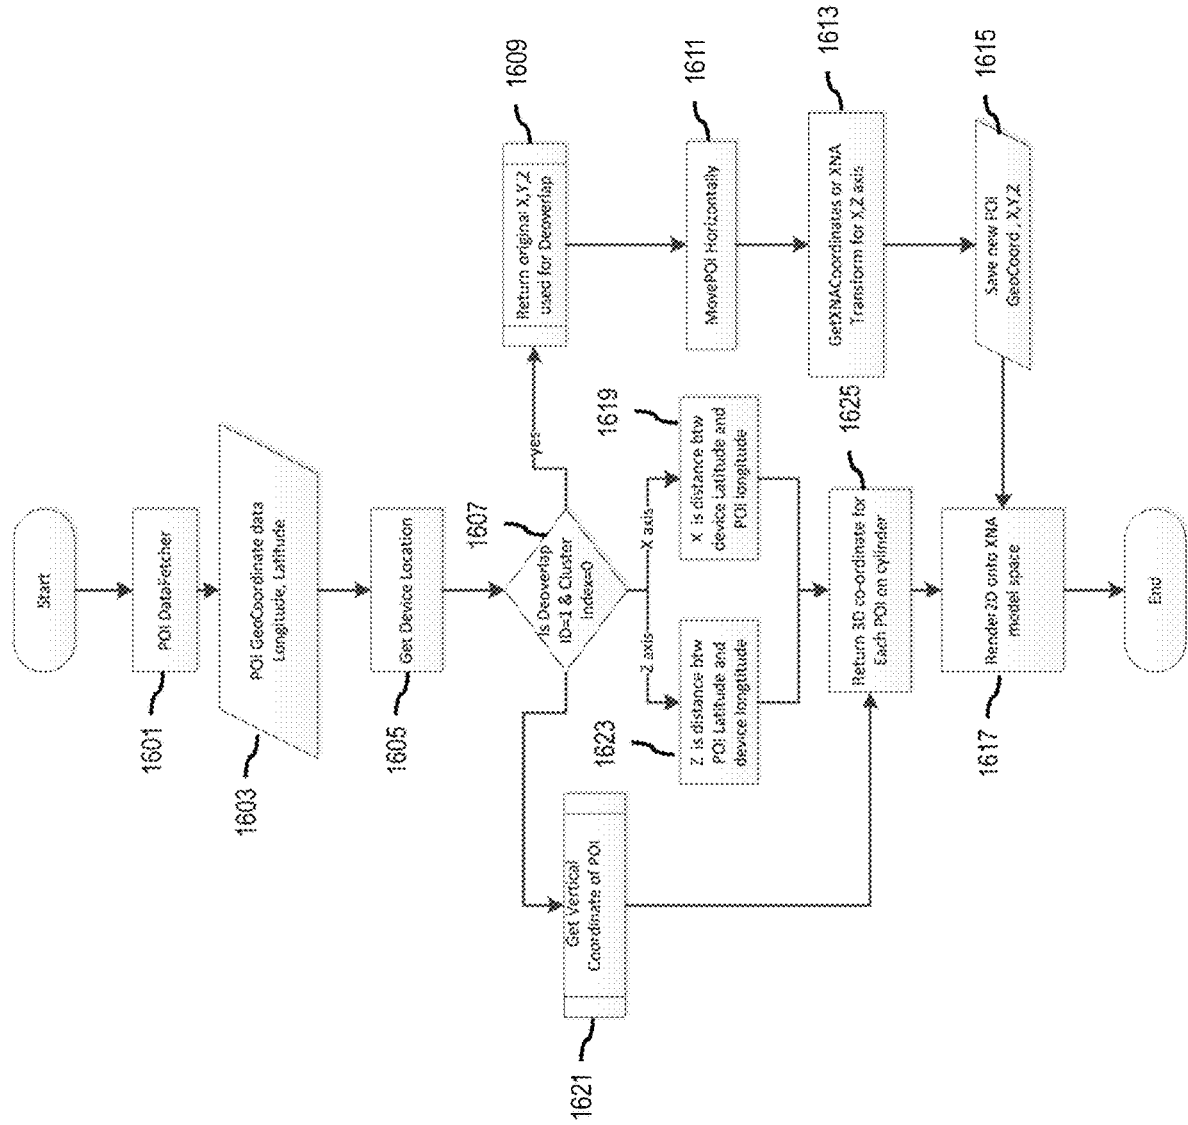 Start
POI DataFetcher
1601
POI GeoCoordinate data
Longitude, Latitude
1603
Get Device Location
1605
Is Deoverlap
ID=1 & Cluster
Index=0
1607
yes
Return original X,Y,Z
used for Deoverlap
1609
MovePOI Horizontally
1611
GetXNACoordinates or XNA
Transform for X,Z axis
1613
Save new POI
GeoCoord , X,Y,Z
1615
X axis
X is distance btw
device Latitude and
POI longitude
1619
Z axis
Z is distance btw
POI Latitude and
device longtitude
1623
Get Vertical
Coordinate of POI
1621
Return 3D co-ordinate for
Each POI on cylinder
1625
Render 2D onto XNA
model space
1617
End